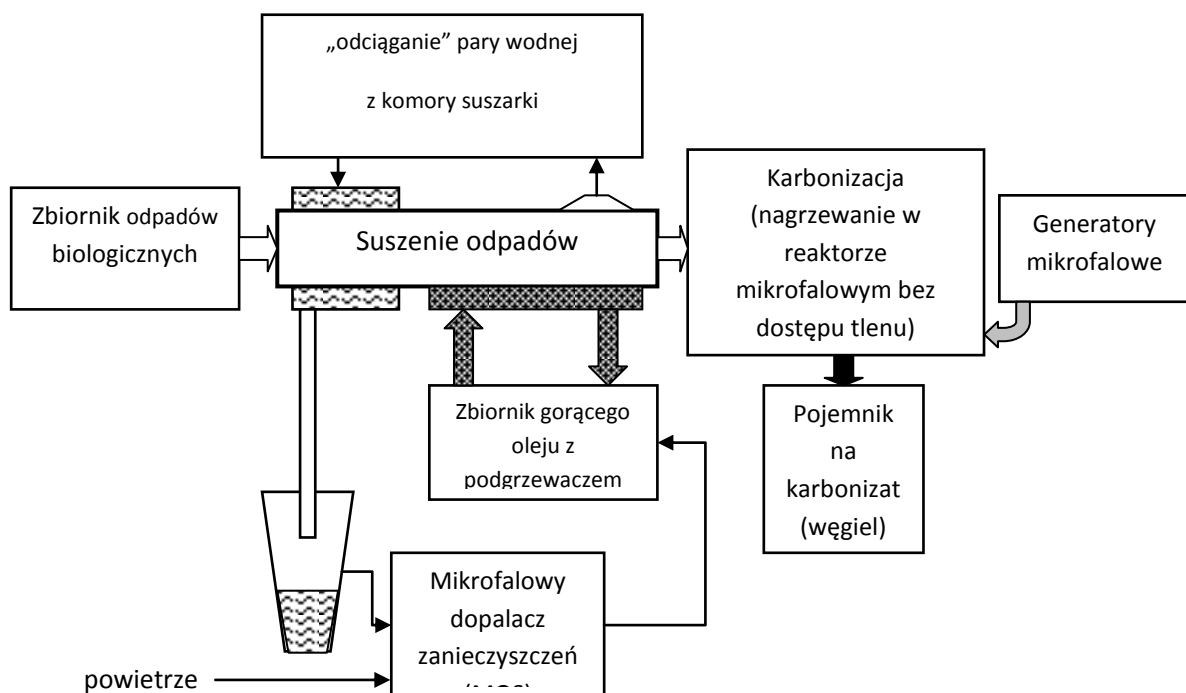 „odciąganie” pary wodnej
z komory suszarki
Zbiornik odpadów
biologicznych
Suszenie odpadów
Karbonizacja
(nagrzewanie w
reaktorze
mikrofalowym bez
dostępu tlenu)
Generatory
mikrofalowe
Zbiornik gorącego
oleju z
podgrzewaczem
Pojemnik
na
karbonizat
(węgiel)
Mikrofalowy
dopalacz
zanieczyszczeń
powietrze